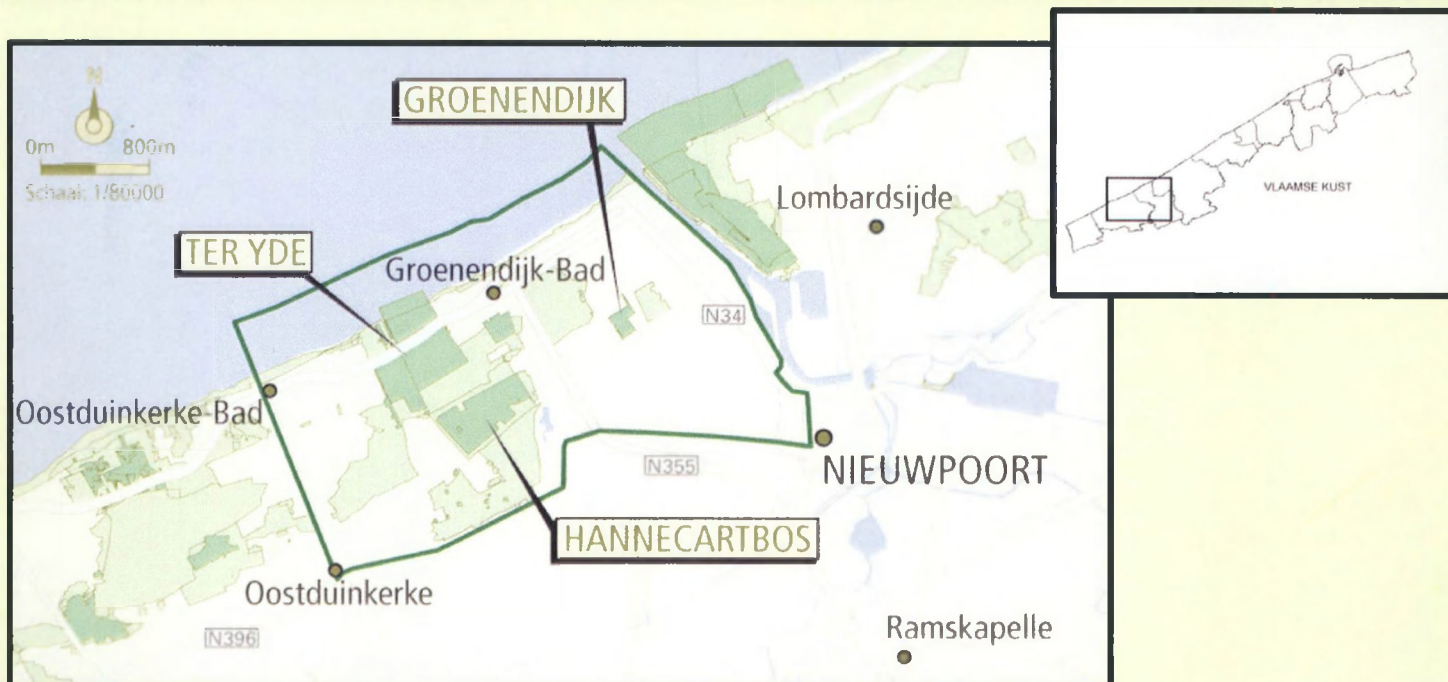 N
0m 800m
Schaal: 1/80000
GROENENDIJK
TER YDE
Groenendijk-Bad
Lombardsijde
N34
Oostduinkerke-Bad
NIEUWPOORT
N355
HANNECARTBOS
Oostduinkerke
N396
Ramskapelle
VLAAMSE KUST